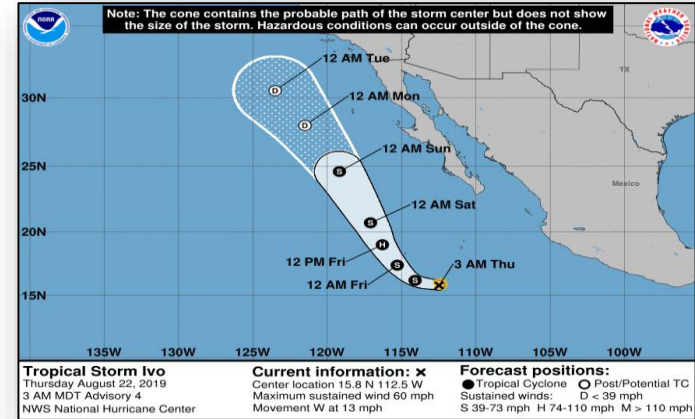 Note: The cone contains the probable path of the storm center but does not show
the size of the storm. Hazardous conditions can occur outside of the cone.
NOAA
12 AM Tue
TX
30N
12 AM Mon
12 AM Sun
25N
Mexico
12 AM Sat
20N
12 PM Fri
3 AM Thu
12 AM Fri
15N
135W 130W 125W 120W 115W 110W 105W 100W
D
D
S
S
H
S
S
Tropical Storm Ivo
Thursday August 22, 2019
3 AM MDT Advisory 4
NWS National Hurricane Center
Current information: ×
Center location 15.8 N 112.5 W
Maximum sustained wind 60 mph
Movement W at 13 mph
Forecast positions:
● Tropical Cyclone ○ Post/Potential TC
Sustained winds: D < 39 mph
S 39-73 mph H 74-110 mph M > 110 mph